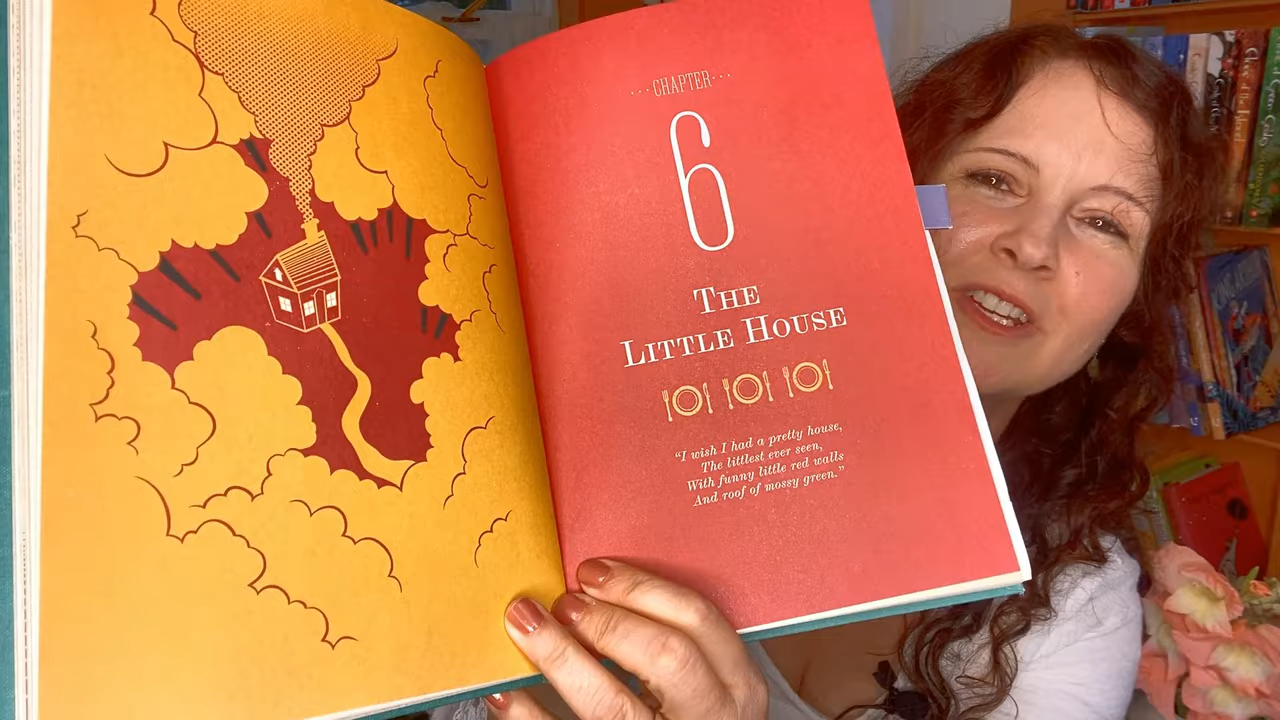 ···CHAPTER···
6
THE
LITTLE HOUSE
"I wish I had a pretty house,
The littlest ever seen,
With funny little red walls
And roof of mossy green."